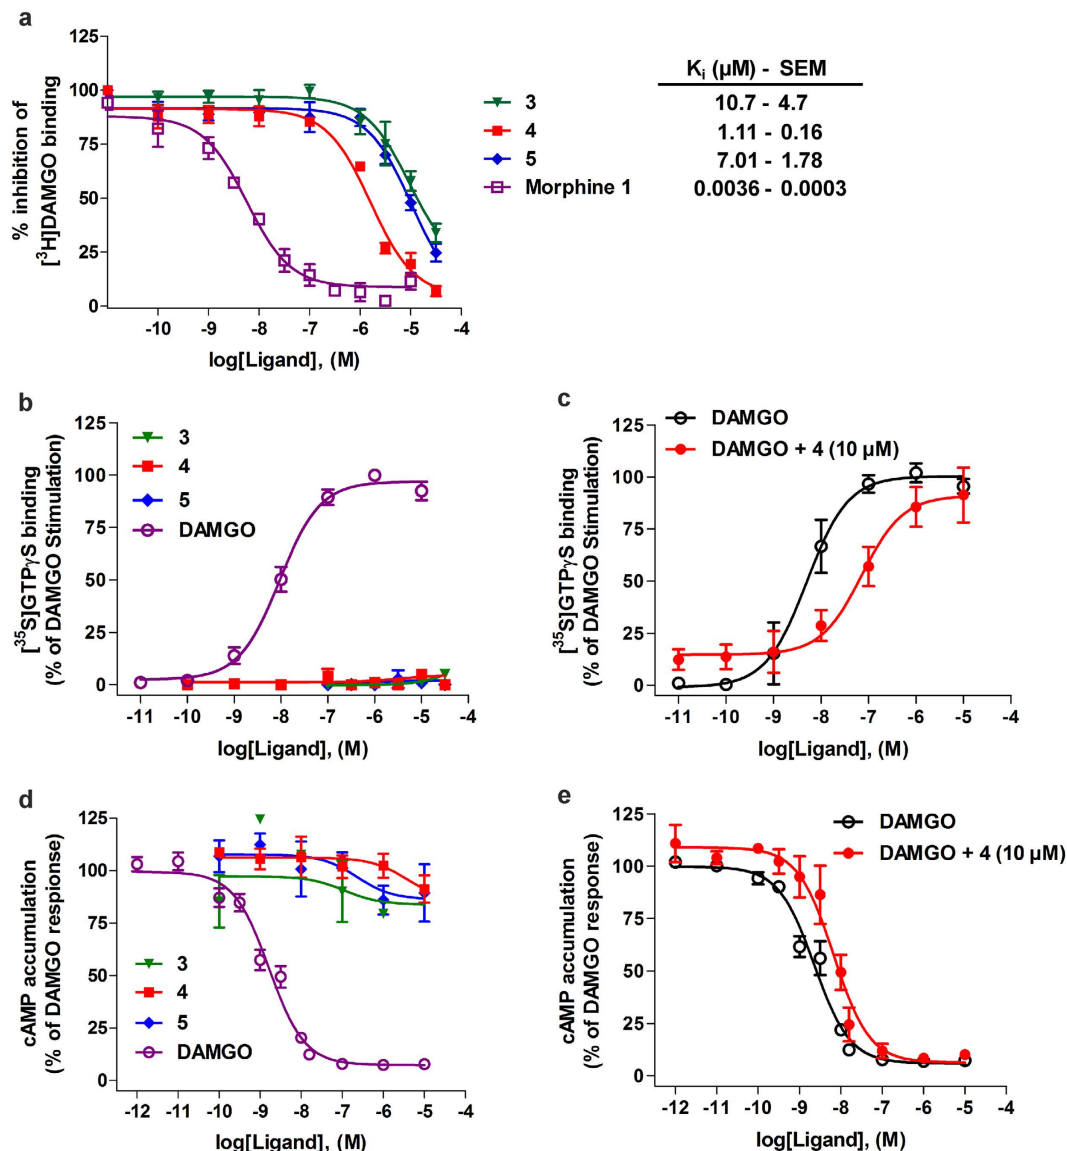 a
% inhibition of
[³H]DAMGO binding
125
100
75
50
25
0
-10 -9 -8 -7 -6 -5 -4
log[Ligand], (M)
3
4
5
Morphine 1
Kᵢ (µM) - SEM
10.7 - 4.7
1.11 - 0.16
7.01 - 1.78
0.0036 - 0.0003
b
[³⁵S]GTPγS binding
(% of DAMGO Stimulation)
125
100
75
50
25
0
3
4
5
DAMGO
-11 -10 -9 -8 -7 -6 -5 -4
log[Ligand], (M)
c
[³⁵S]GTPγS binding
(% of DAMGO Stimulation)
125
100
75
50
25
0
DAMGO
DAMGO + 4 (10 µM)
-11 -10 -9 -8 -7 -6 -5 -4
log[Ligand], (M)
d
cAMP accumulation
(% of DAMGO response)
125
100
75
50
25
0
3
4
5
DAMGO
-12 -11 -10 -9 -8 -7 -6 -5 -4
log[Ligand], (M)
e
cAMP accumulation
(% of DAMGO response)
125
100
75
50
25
0
DAMGO
DAMGO + 4 (10 µM)
-12 -11 -10 -9 -8 -7 -6 -5 -4
log[Ligand], (M)